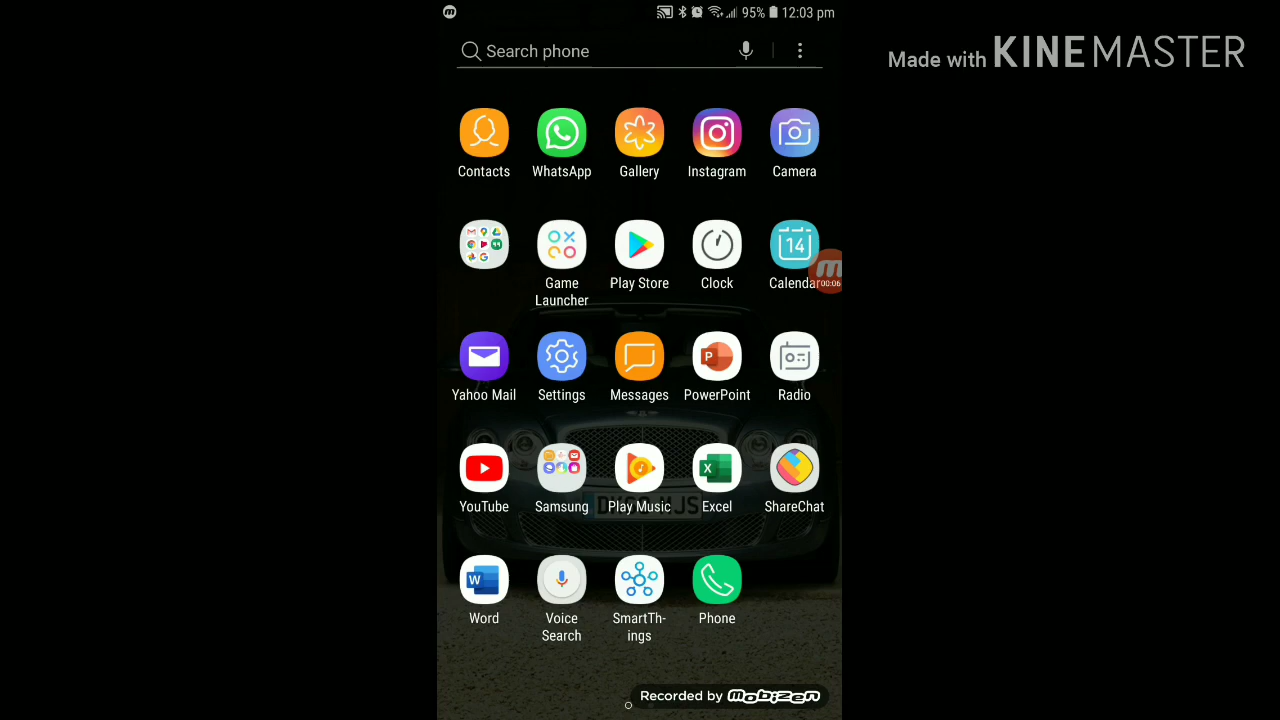 95% 12:03 pm
Made with KINEMASTER
Search phone
Contacts WhatsApp Gallery Instagram Camera
14
Game Launcher Play Store Clock Calendar
00:06
Yahoo Mail Settings Messages PowerPoint Radio
YouTube Samsung Play Music Excel ShareChat
Word Voice Search SmartTh-
ings Phone
Recorded by mobizen